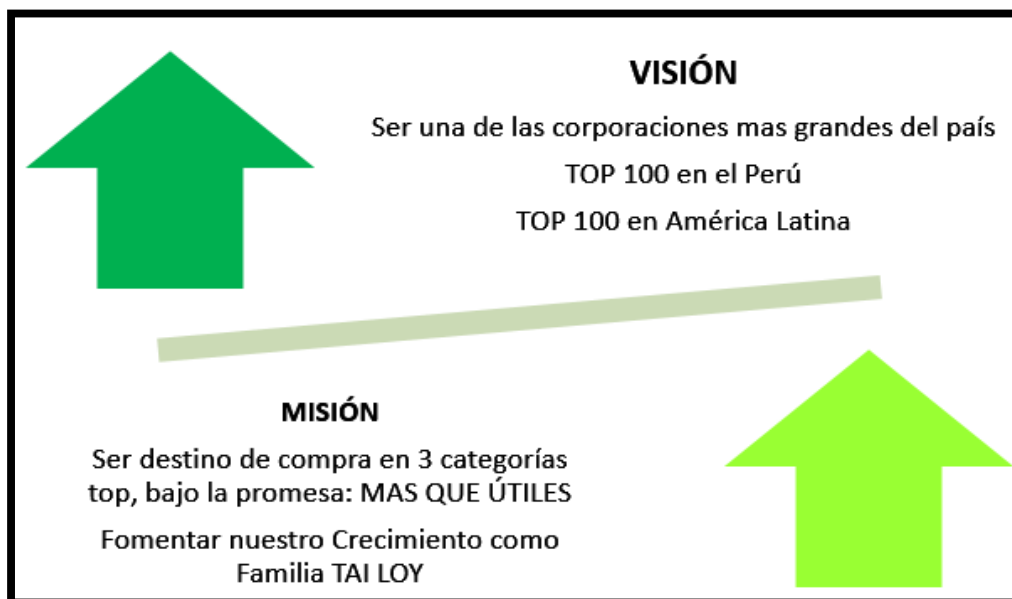 VISIÓN
Ser una de las corporaciones mas grandes del país
TOP 100 en el Perú
TOP 100 en América Latina
MISIÓN
Ser destino de compra en 3 categorías
top, bajo la promesa: MAS QUE ÚTILES
Fomentar nuestro Crecimiento como
Familia TAI LOY